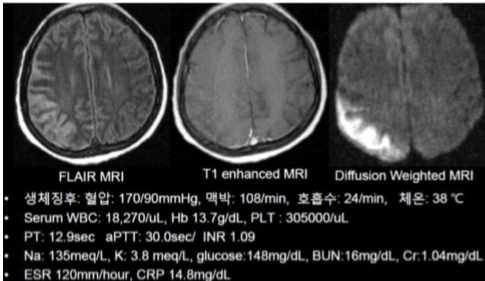 FLAIR MRI
T1 enhanced MRI
Diffusion Weighted MRI
• 생체징후: 혈압: 170/90mmHg, 맥박: 108/min, 호흡수: 24/min, 체온: 38 ℃
• Serum WBC: 18,270/uL, Hb 13.7g/dL, PLT : 305000/uL
• PT: 12.9sec aPTT: 30.0sec/ INR 1.09
• Na: 135meq/L, K: 3.8 meq/L, glucose:148mg/dL, BUN:16mg/dL, Cr:1.04mg/dL
• ESR 120mm/hour, CRP 14.8mg/dL